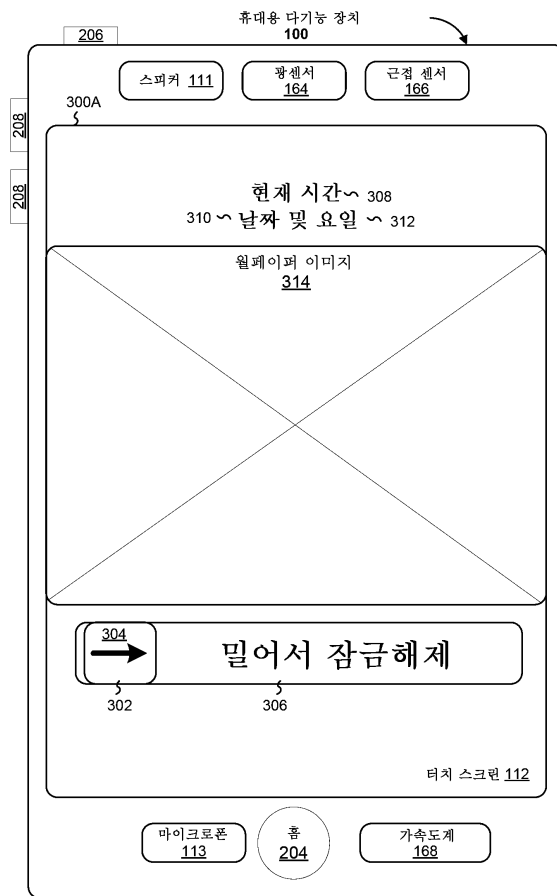 휴대용 다기능 장치
100
206
스피커 111
광센서
164
근접 센서
166
300A
208
208
현재 시간 308
310 날짜 및 요일 312
월페이퍼 이미지
314
304
밀어서 잠금해제
302
306
터치 스크린 112
마이크로폰
113
홈
204
가속도계
168